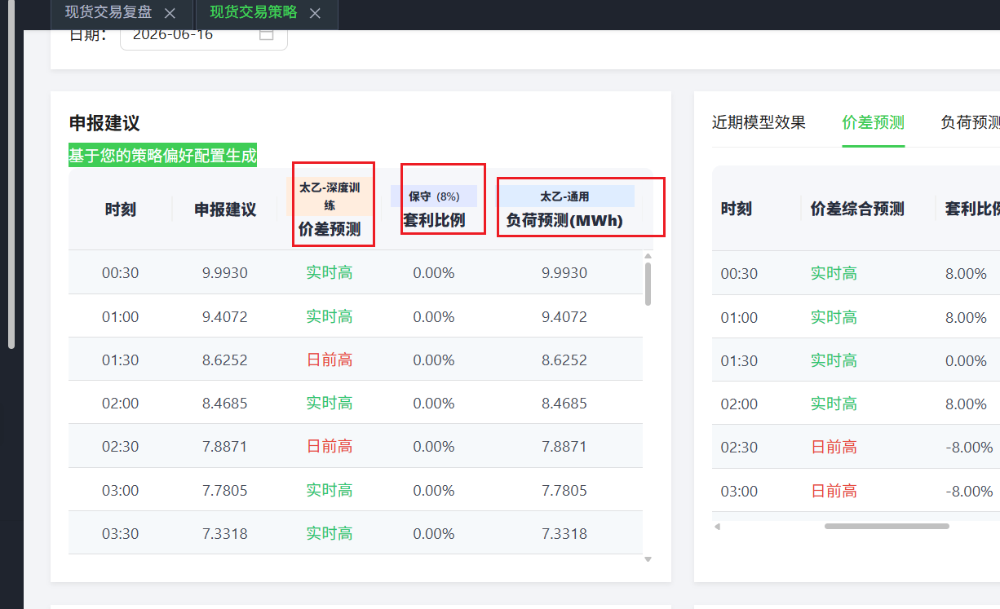 现货交易复盘 现货交易策略
日期： 2026-06-16
申报建议
基于您的策略偏好配置生成
时刻 申报建议 太乙-深度训
练
价差预测 保守 (8%)
套利比例 太乙-通用
负荷预测(MWh)
00:30 9.9930 实时高 0.00% 9.9930
01:00 9.4072 实时高 0.00% 9.4072
01:30 8.6252 日前高 0.00% 8.6252
02:00 8.4685 实时高 0.00% 8.4685
02:30 7.8871 日前高 0.00% 7.8871
03:00 7.7805 实时高 0.00% 7.7805
03:30 7.3318 实时高 0.00% 7.3318
近期模型效果 价差预测 负荷预测
时刻 价差综合预测 套利比例
00:30 实时高 8.00%
01:00 实时高 8.00%
01:30 实时高 0.00%
02:00 实时高 8.00%
02:30 日前高 -8.00%
03:00 日前高 -8.00%